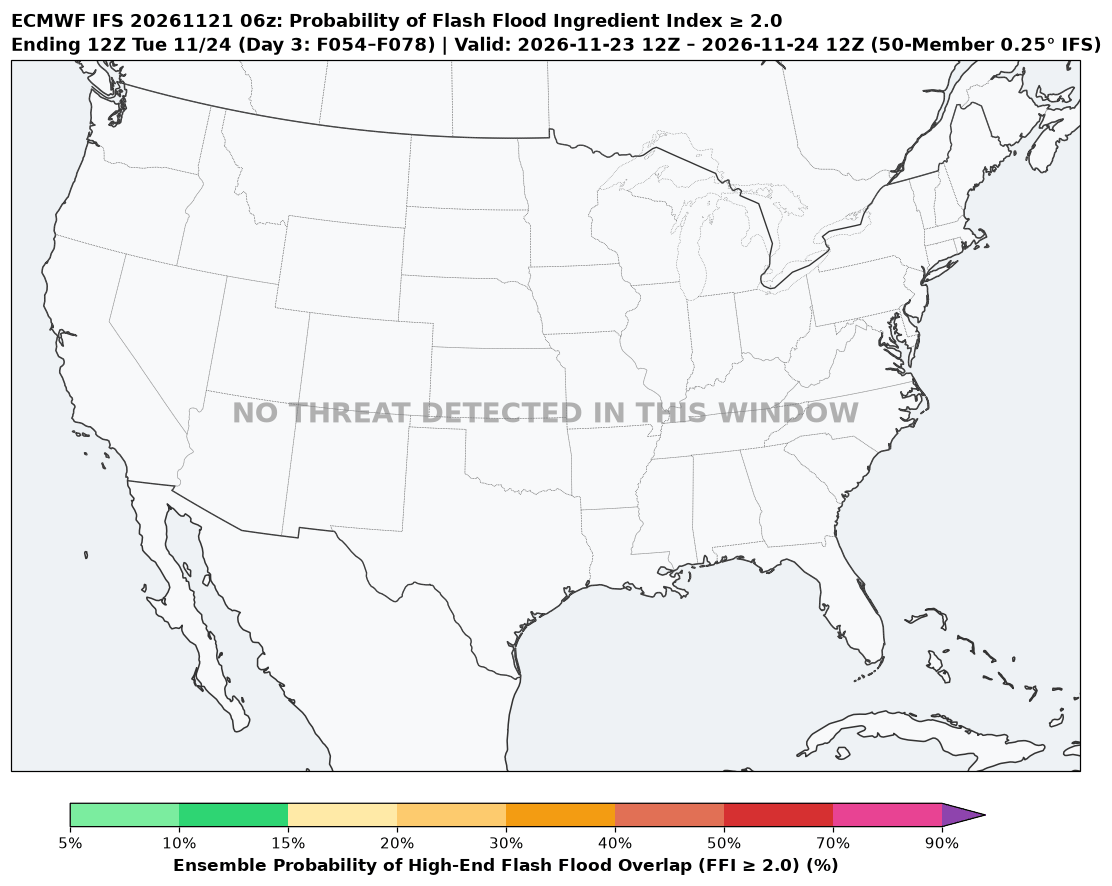 ECMWF IFS 20261121 06z: Probability of Flash Flood Ingredient Index ≥ 2.0
Ending 12Z Tue 11/24 (Day 3: F054–F078) | Valid: 2026-11-23 12Z – 2026-11-24 12Z (50-Member 0.25° IFS)
NO THREAT DETECTED IN THIS WINDOW
5% 10% 15% 20% 30% 40% 50% 70% 90%
Ensemble Probability of High-End Flash Flood Overlap (FFI ≥ 2.0) (%)